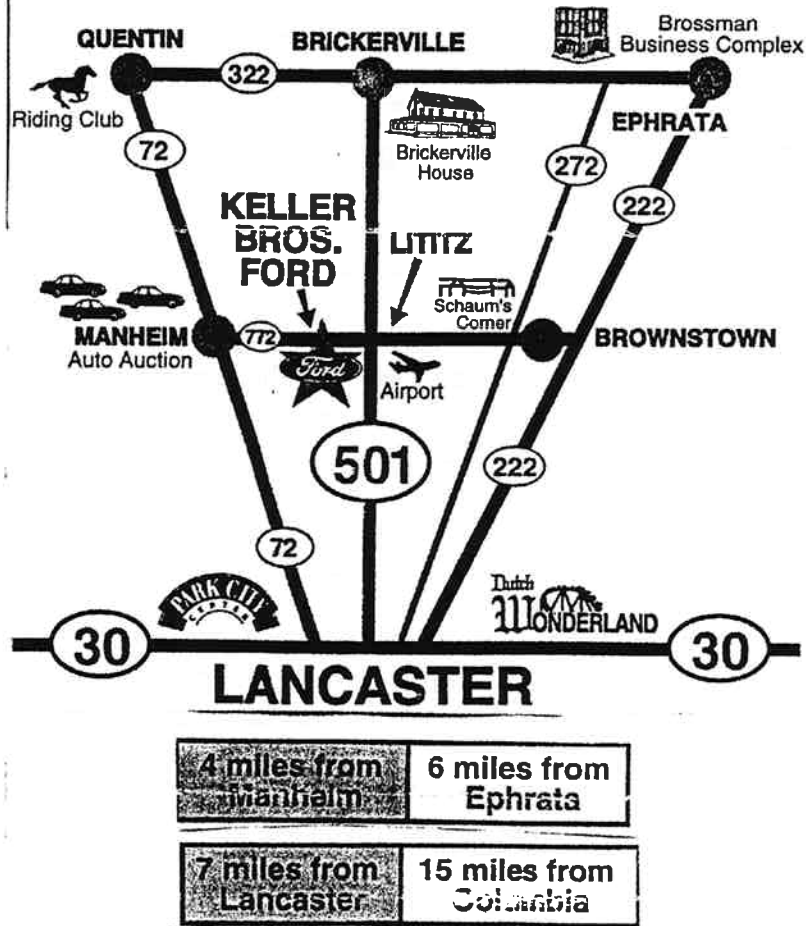 QUENTIN
BRICKERVILLE
Brossman
Business Complex
322
Riding Club
EPHRATA
Brickerville
House
72
272
222
KELLER
BROS.
FORD
LITITZ
Schaum's
Corner
MANHEIM
Auto Auction
772
BROWNSTOWN
Ford
Airport
501
222
72
PARK CITY
CENTER
Dutch
WONDERLAND
30
30
LANCASTER
4 miles from
Manheim
6 miles from
Ephrata
7 miles from
Lancaster
15 miles from
Columbia